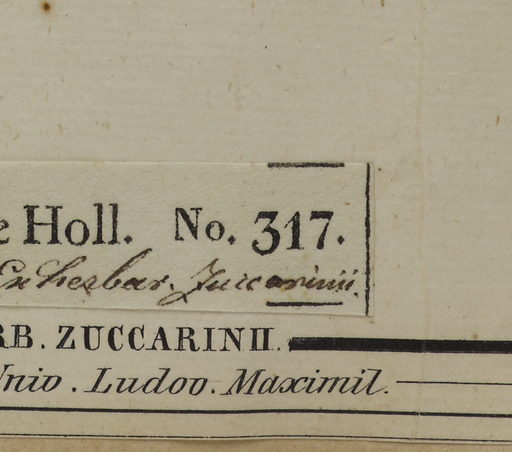 e Holl. No. 317.
Ex herbar. Zuccarinii.
RB. ZUCCARINII.
Univ. Ludov. Maximil.